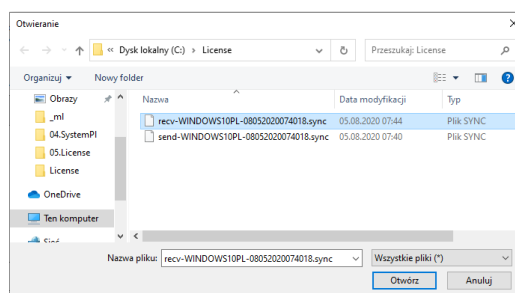 Otwieranie
« Dysk lokalny (C:) > License
Przeszukaj: License
Organizuj
Nowy folder
Nazwa
Data modyfikacji
Typ
Obrazy
_ml
04.SystemPl
05.License
License
OneDrive
Ten komputer
Sieć
recv-WINDOWS10PL-08052020074018.sync
05.08.2020 07:44
Plik SYNC
send-WINDOWS10PL-08052020074018.sync
05.08.2020 07:40
Plik SYNC
Nazwa pliku:
recv-WINDOWS10PL-08052020074018.sync
Wszystkie pliki (*)
Otwórz
Anuluj